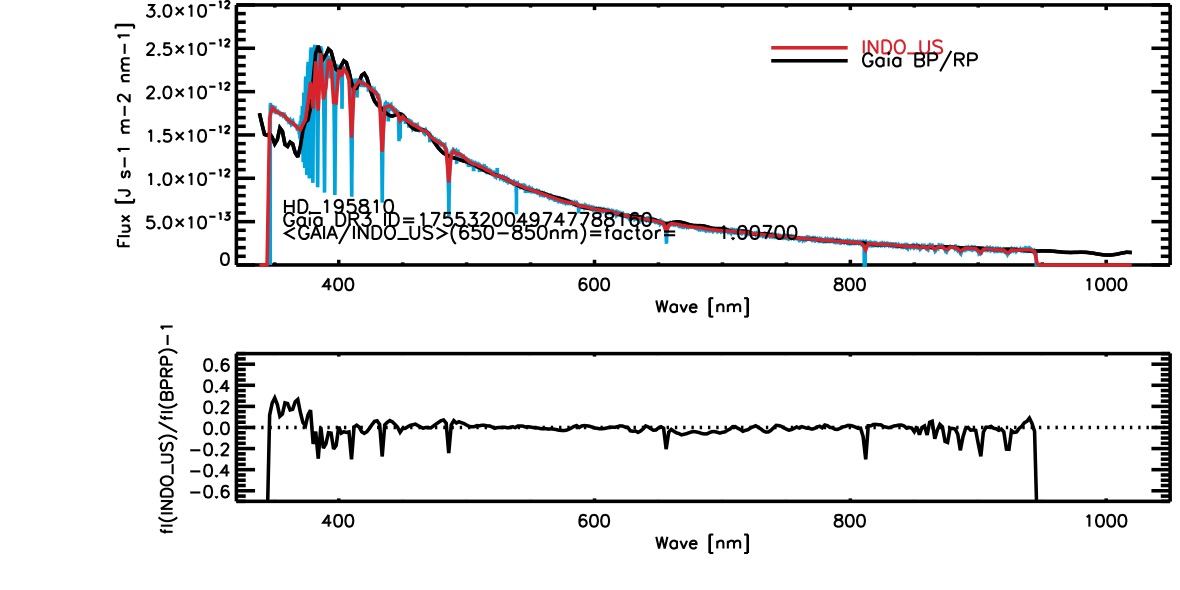 3.0×10⁻¹²
2.5×10⁻¹²
2.0×10⁻¹²
1.5×10⁻¹²
1.0×10⁻¹²
5.0×10⁻¹³
0
Flux [J s-1 m-2 nm-1]
INDO_US
Gaia BP/RP
HD_195810
Gaia DR3 ID=1755320049747788160
<GAIA/INDO_US>(650-850nm)=factor= 1.00700
400 600 800 1000
Wave [nm]
fl(INDO_US)/fl(BPRP)-1
0.6
0.4
0.2
0.0
-0.2
-0.4
-0.6
400 600 800 1000
Wave [nm]